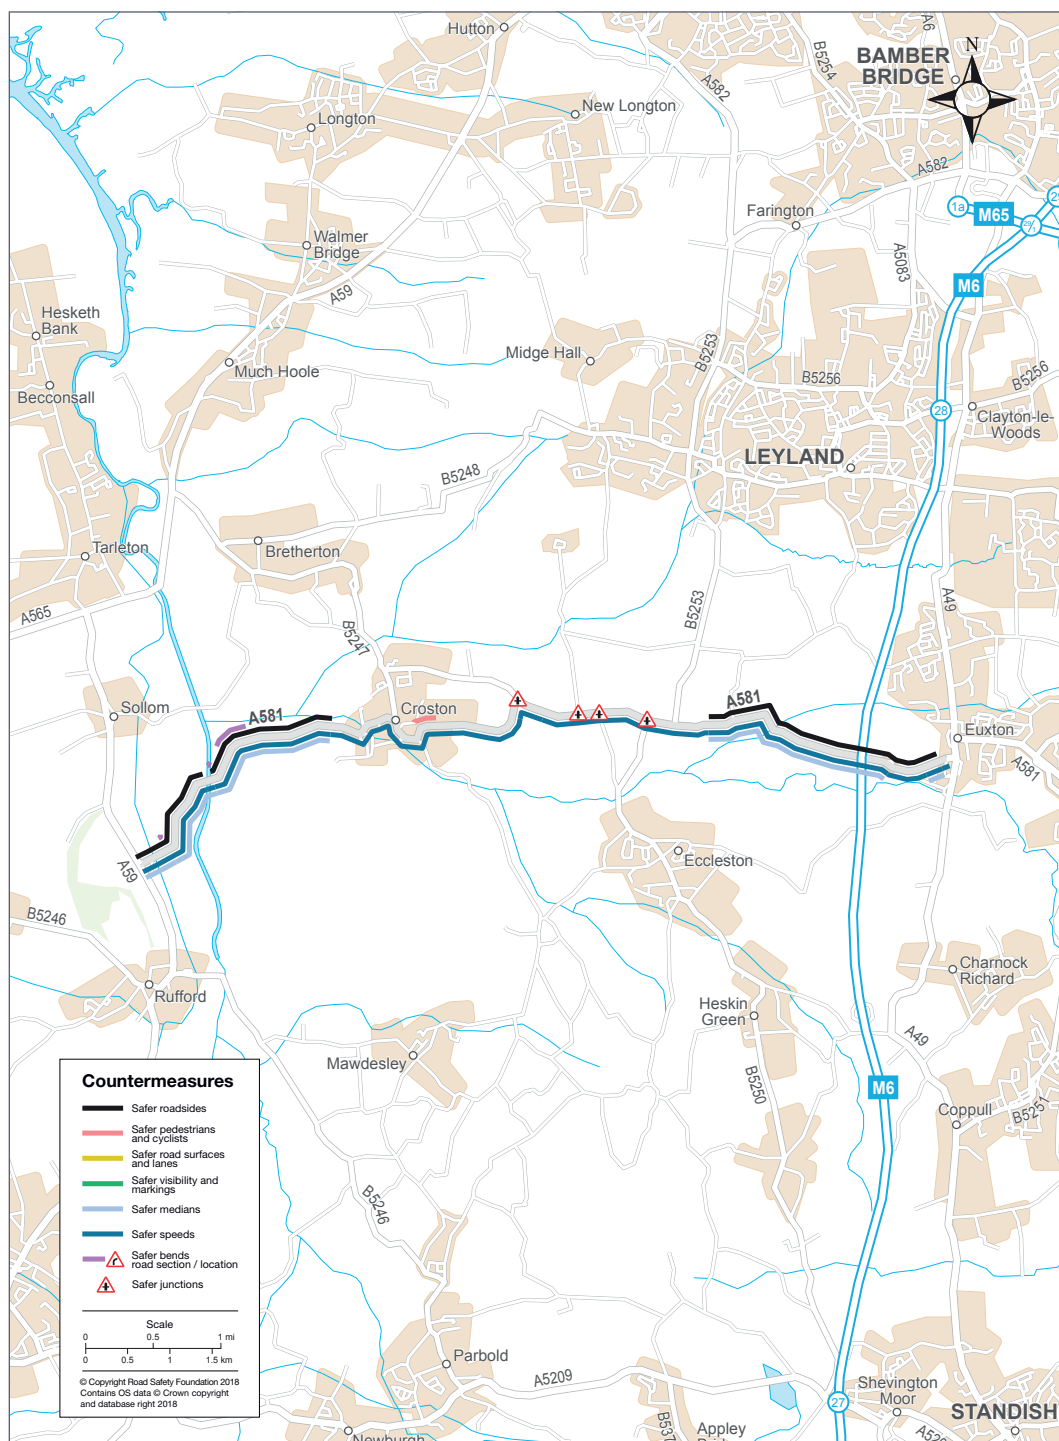 Hutton
A6
BAMBER
BRIDGE
N
B5254
A582
New Longton
Longton
A582
1a
M65
29
29/1
Farington
Walmer
Bridge
A5083
A59
M6
Hesketh
Bank
B5253
Midge Hall
Much Hoole
B5256
B5256
Becconsall
28
Clayton-le-
Woods
LEYLAND
B5248
Bretherton
Tarleton
A49
A565
B5253
B5247
A581
Sollom
A581
Croston
Euxton
A581
A59
Eccleston
B5246
Charnock
Richard
Rufford
Heskin
Green
A49
Mawdesley
B5250
M6
Coppull
B5251
B5246
Countermeasures
Safer roadsides
Safer pedestrians
and cyclists
Safer road surfaces
and lanes
Safer visibility and
markings
Safer medians
Safer speeds
Safer bends
road section / location
Safer junctions
Scale
0 0.5 1 mi
0 0.5 1 1.5 km
© Copyright Road Safety Foundation 2018
Contains OS data © Crown copyright
and database right 2018
Parbold
A5209
Shevington
Moor
27
STANDISH
Newburgh
Appley